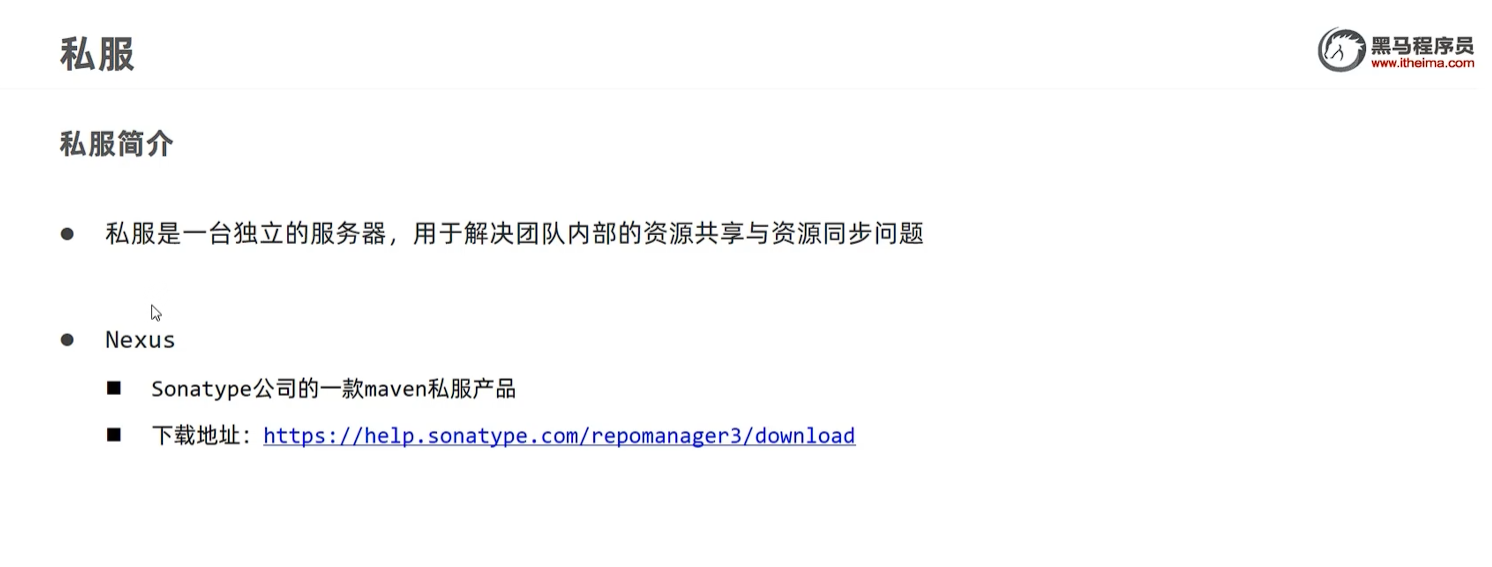 私服
黑马程序员
www.itheima.com
私服简介
私服是一台独立的服务器，用于解决团队内部的资源共享与资源同步问题
Nexus
Sonatype公司的一款maven私服产品
下载地址：https://help.sonatype.com/repomanager3/download